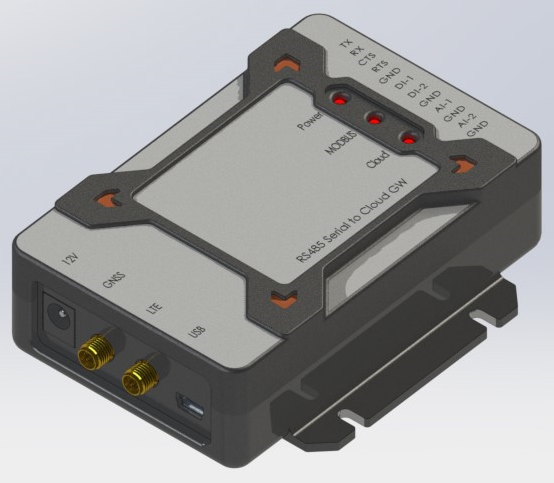 TX
RX
CTS
RTS
GND
DI-1
DI-2
GND
AI-1
GND
AI-2
GND
Power
MODBUS
Cloud
RS485 Serial to Cloud GW
12V
GNSS
LTE
USB